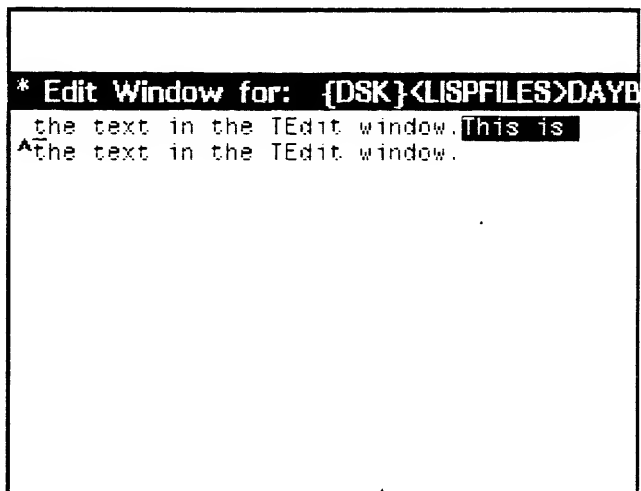 * Edit Window for: {DSK}<LISPFILES>DAYB
the text in the TEdit window.This is
^the text in the TEdit window.